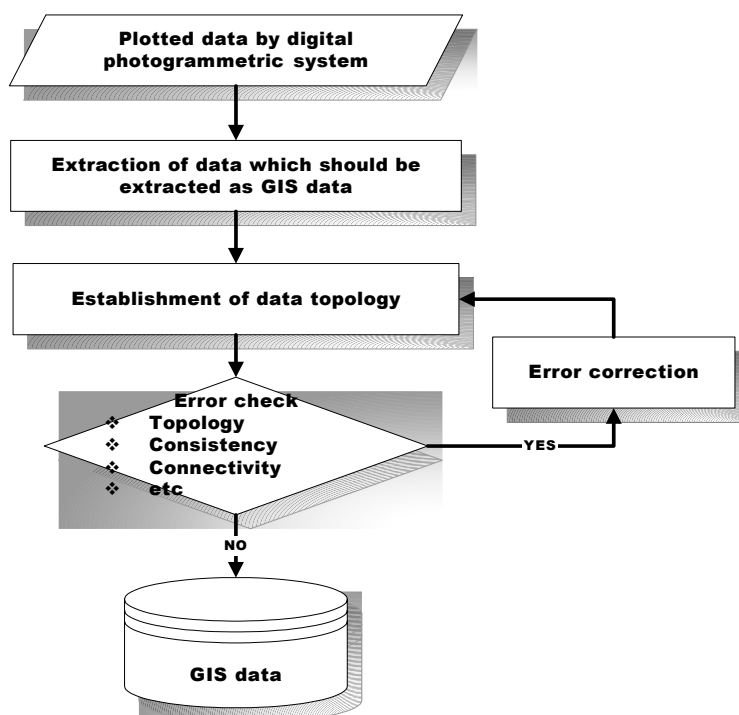 Plotted data by digital
photogrammetric system
Extraction of data which should be
extracted as GIS data
Establishment of data topology
Error correction
Error check
❖ Topology
❖ Consistency
❖ Connectivity
❖ etc
YES
NO
GIS data